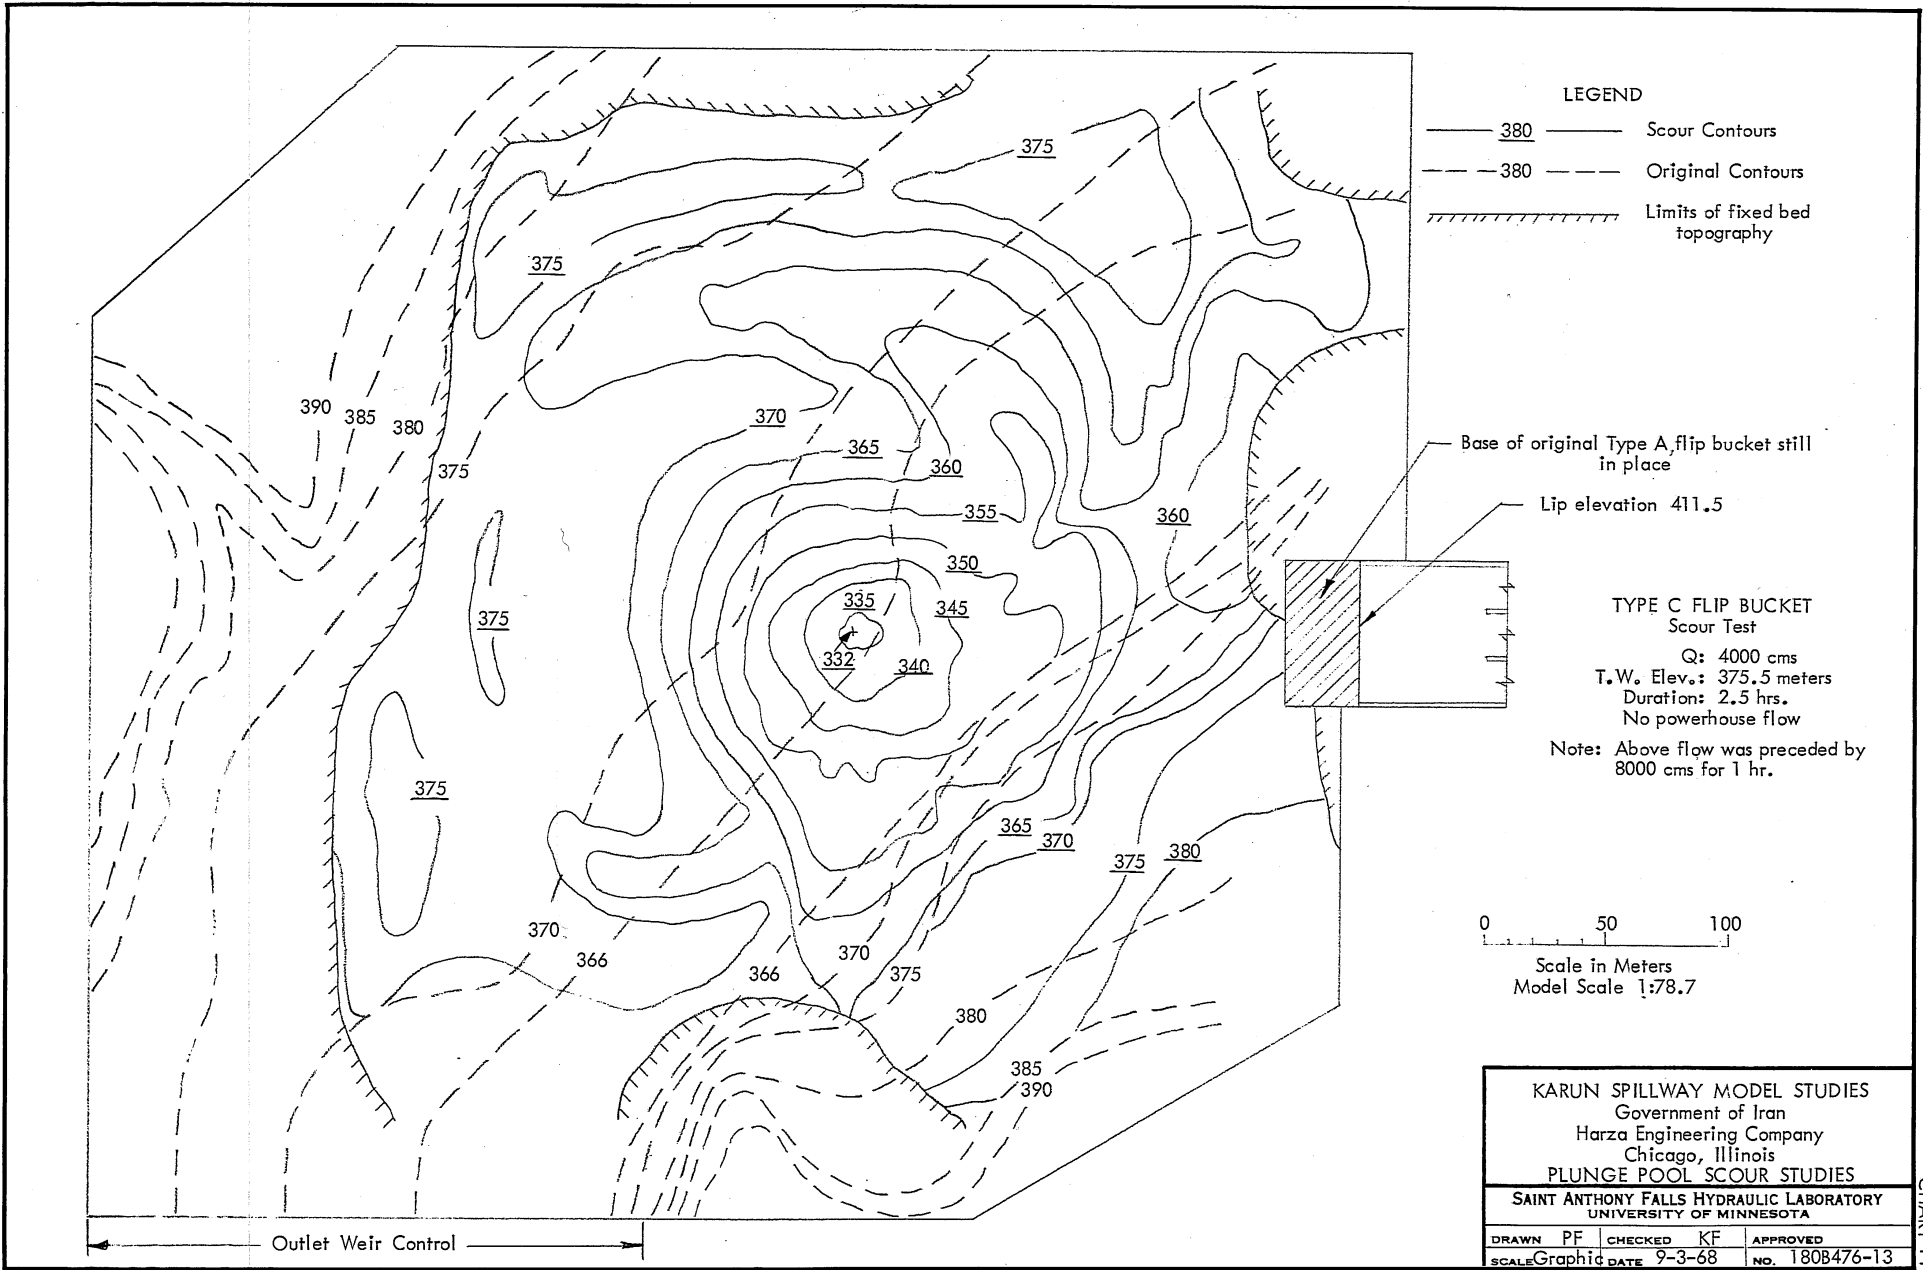 LEGEND
380 Scour Contours
380 Original Contours
Limits of fixed bed
topography
375
375
390
385
380
370
365
375
360
Base of original Type A, flip bucket still
in place
355
360
Lip elevation 411.5
350
335
345
375
332
340
TYPE C FLIP BUCKET
Scour Test
Q: 4000 cms
T.W. Elev.: 375.5 meters
Duration: 2.5 hrs.
No powerhouse flow
Note: Above flow was preceded by
8000 cms for 1 hr.
375
365
370
375
380
370
366
366
370
375
380
385
390
0 50 100
Scale in Meters
Model Scale 1:78.7
KARUN SPILLWAY MODEL STUDIES
Government of Iran
Harza Engineering Company
Chicago, Illinois
PLUNGE POOL SCOUR STUDIES
SAINT ANTHONY FALLS HYDRAULIC LABORATORY
UNIVERSITY OF MINNESOTA
DRAWN PF CHECKED KF APPROVED
SCALE Graphic DATE 9-3-68 NO. 180B476-13
Outlet Weir Control